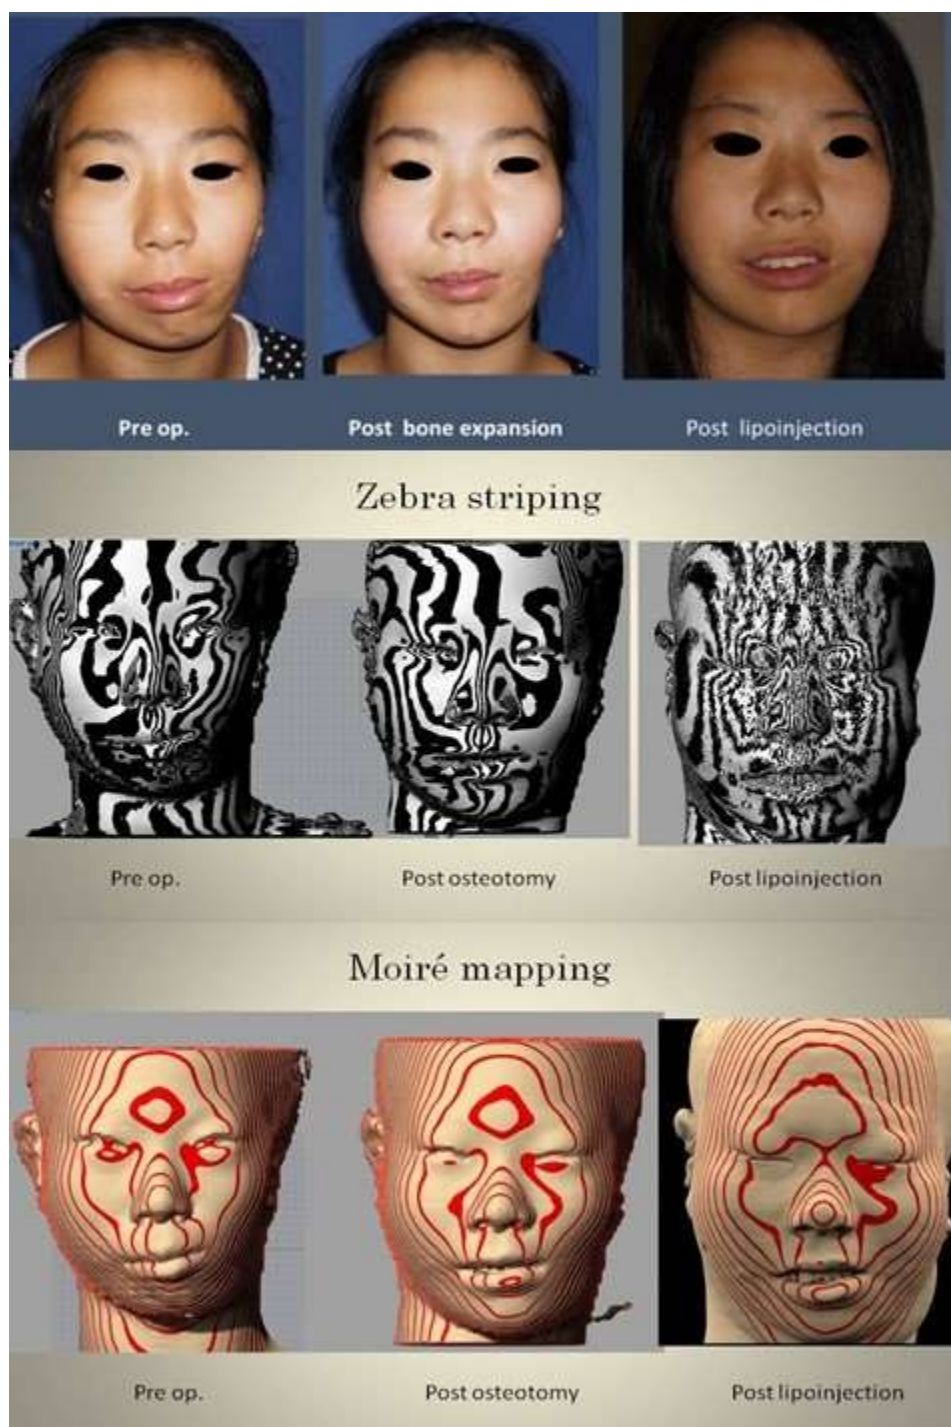 Pre op.
Post bone expansion
Post lipoinjection
Zebra striping
Pre op.
Post osteotomy
Post lipoinjection
Moiré mapping
Pre op.
Post osteotomy
Post lipoinjection